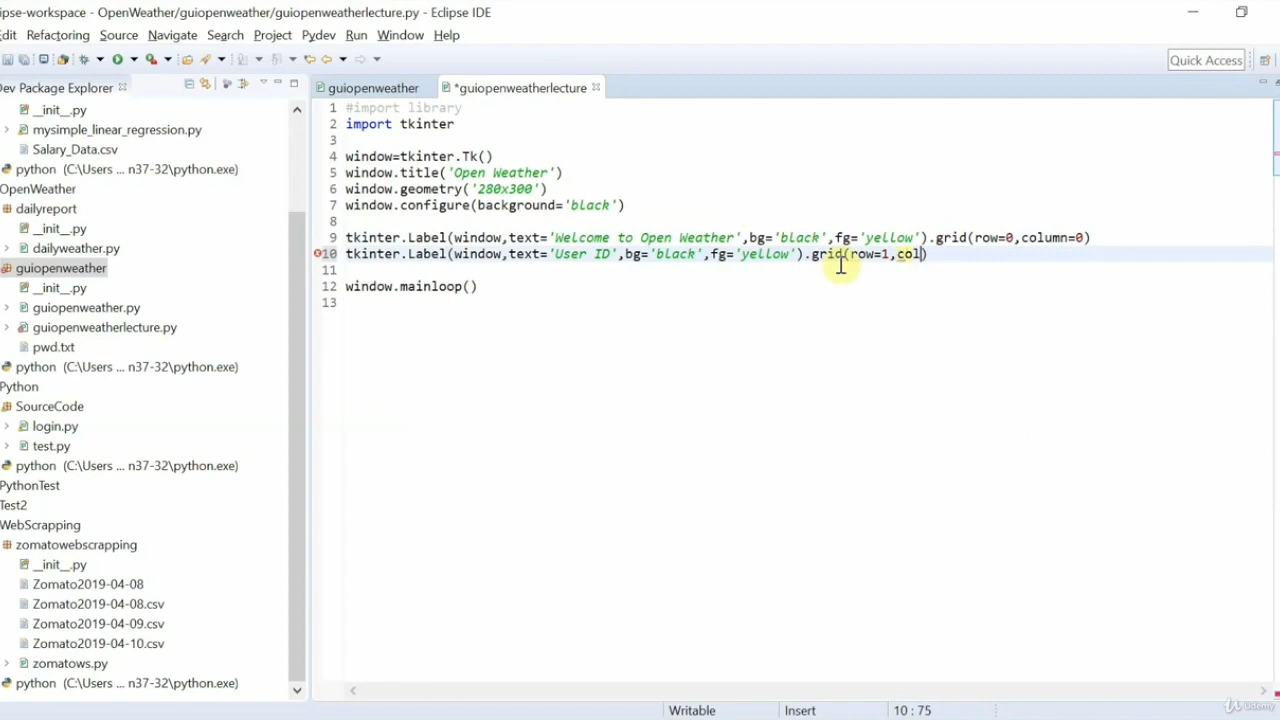 ipse-workspace - OpenWeather/guiopenweather/guiopenweatherlecture.py - Eclipse IDE
dit Refactoring Source Navigate Search Project Pydev Run Window Help
Quick Access
Dev Package Explorer
guiopenweather *guiopenweatherlecture
__init__.py
mysimple_linear_regression.py
Salary_Data.csv
python (C:\Users ... n37-32\python.exe)
OpenWeather
dailyreport
__init__.py
dailyweather.py
guiopenweather
__init__.py
guiopenweather.py
guiopenweatherlecture.py
pwd.txt
python (C:\Users ... n37-32\python.exe)
Python
SourceCode
login.py
test.py
python (C:\Users ... n37-32\python.exe)
PythonTest
Test2
WebScrapping
zomatowebscrapping
__init__.py
Zomato2019-04-08
Zomato2019-04-08.csv
Zomato2019-04-09.csv
Zomato2019-04-10.csv
zomatows.py
python (C:\Users ... n37-32\python.exe)
1 #import library
2 import tkinter
3
4 window=tkinter.Tk()
5 window.title('Open Weather')
6 window.geometry('280x300')
7 window.configure(background='black')
8
9 tkinter.Label(window,text='Welcome to Open Weather',bg='black',fg='yellow').grid(row=0,column=0)
10 tkinter.Label(window,text='User ID',bg='black',fg='yellow').grid(row=1,col)
11
12 window.mainloop()
13
Writable Insert 10 : 75
Udemy